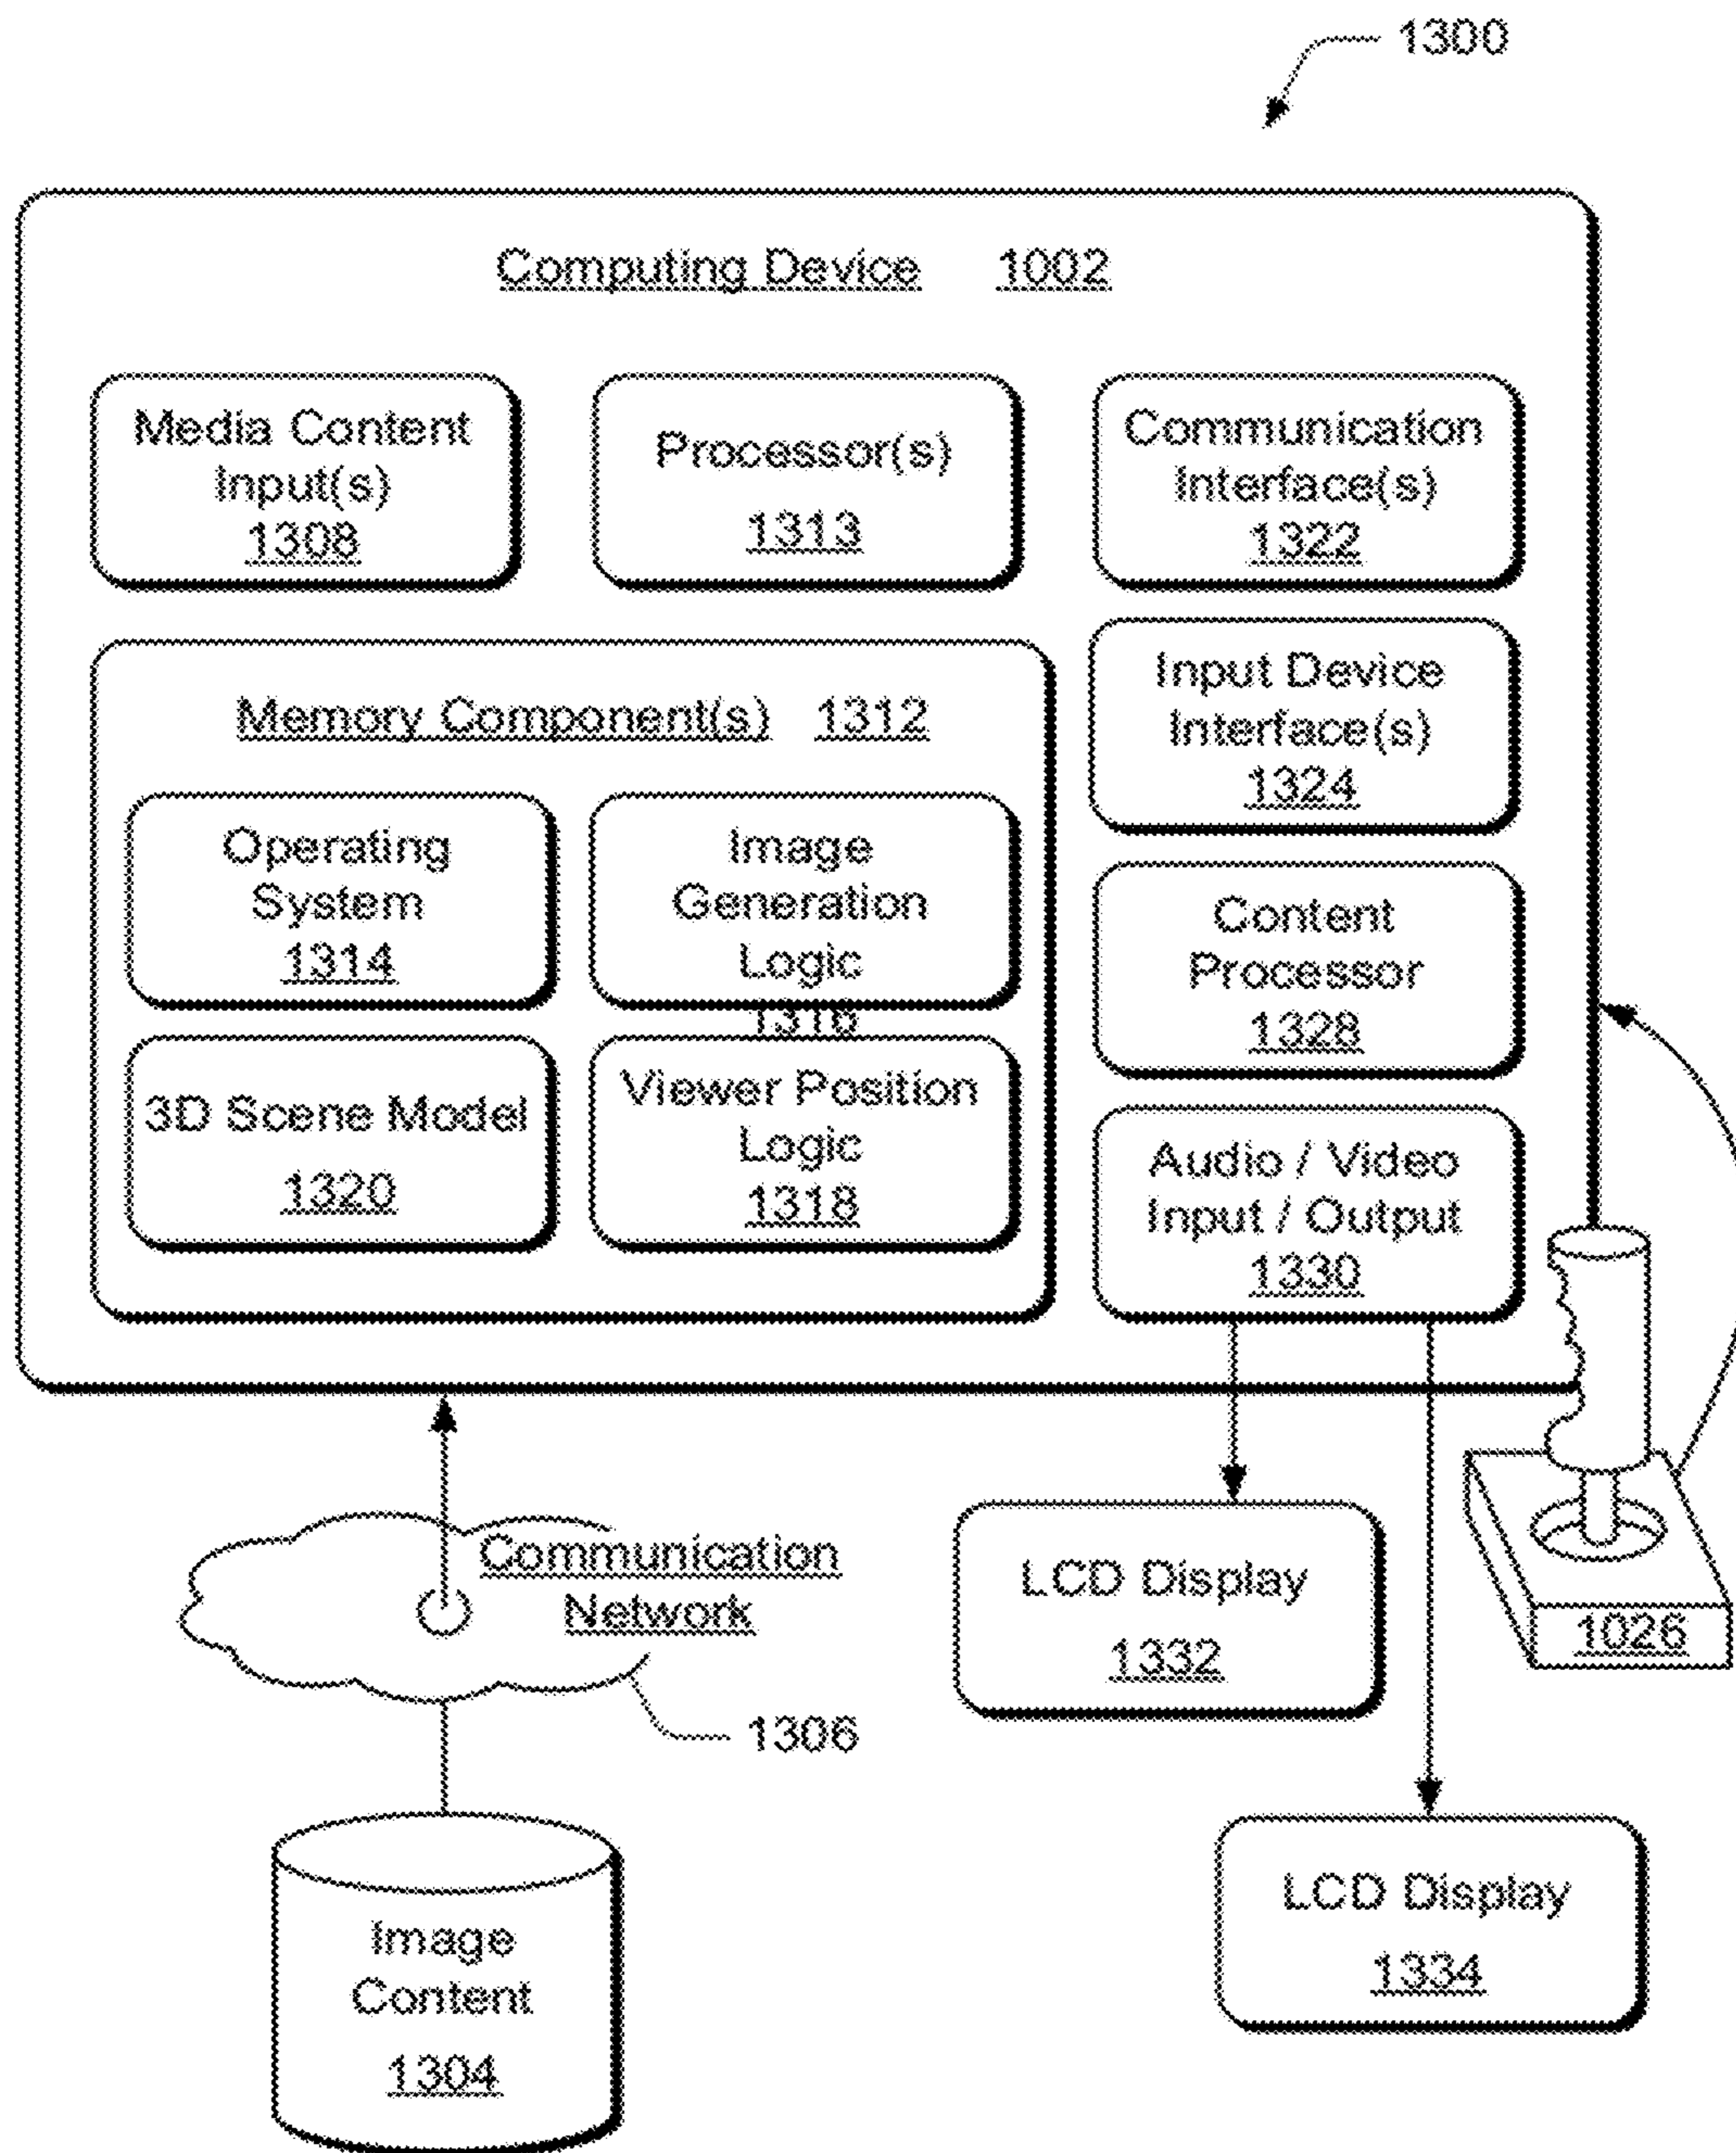 1300
Computing Device 1002
Media Content
Input(s)
1308
Processor(s)
1313
Communication
Interface(s)
1322
Memory Component(s) 1312
Operating
System
1314
Image
Generation
Logic
1316
3D Scene Model
1320
Viewer Position
Logic
1318
Input Device
Interface(s)
1324
Content
Processor
1328
Audio / Video
Input / Output
1330
Communication
Network
1306
LCD Display
1332
1026
LCD Display
1334
Image
Content
1304